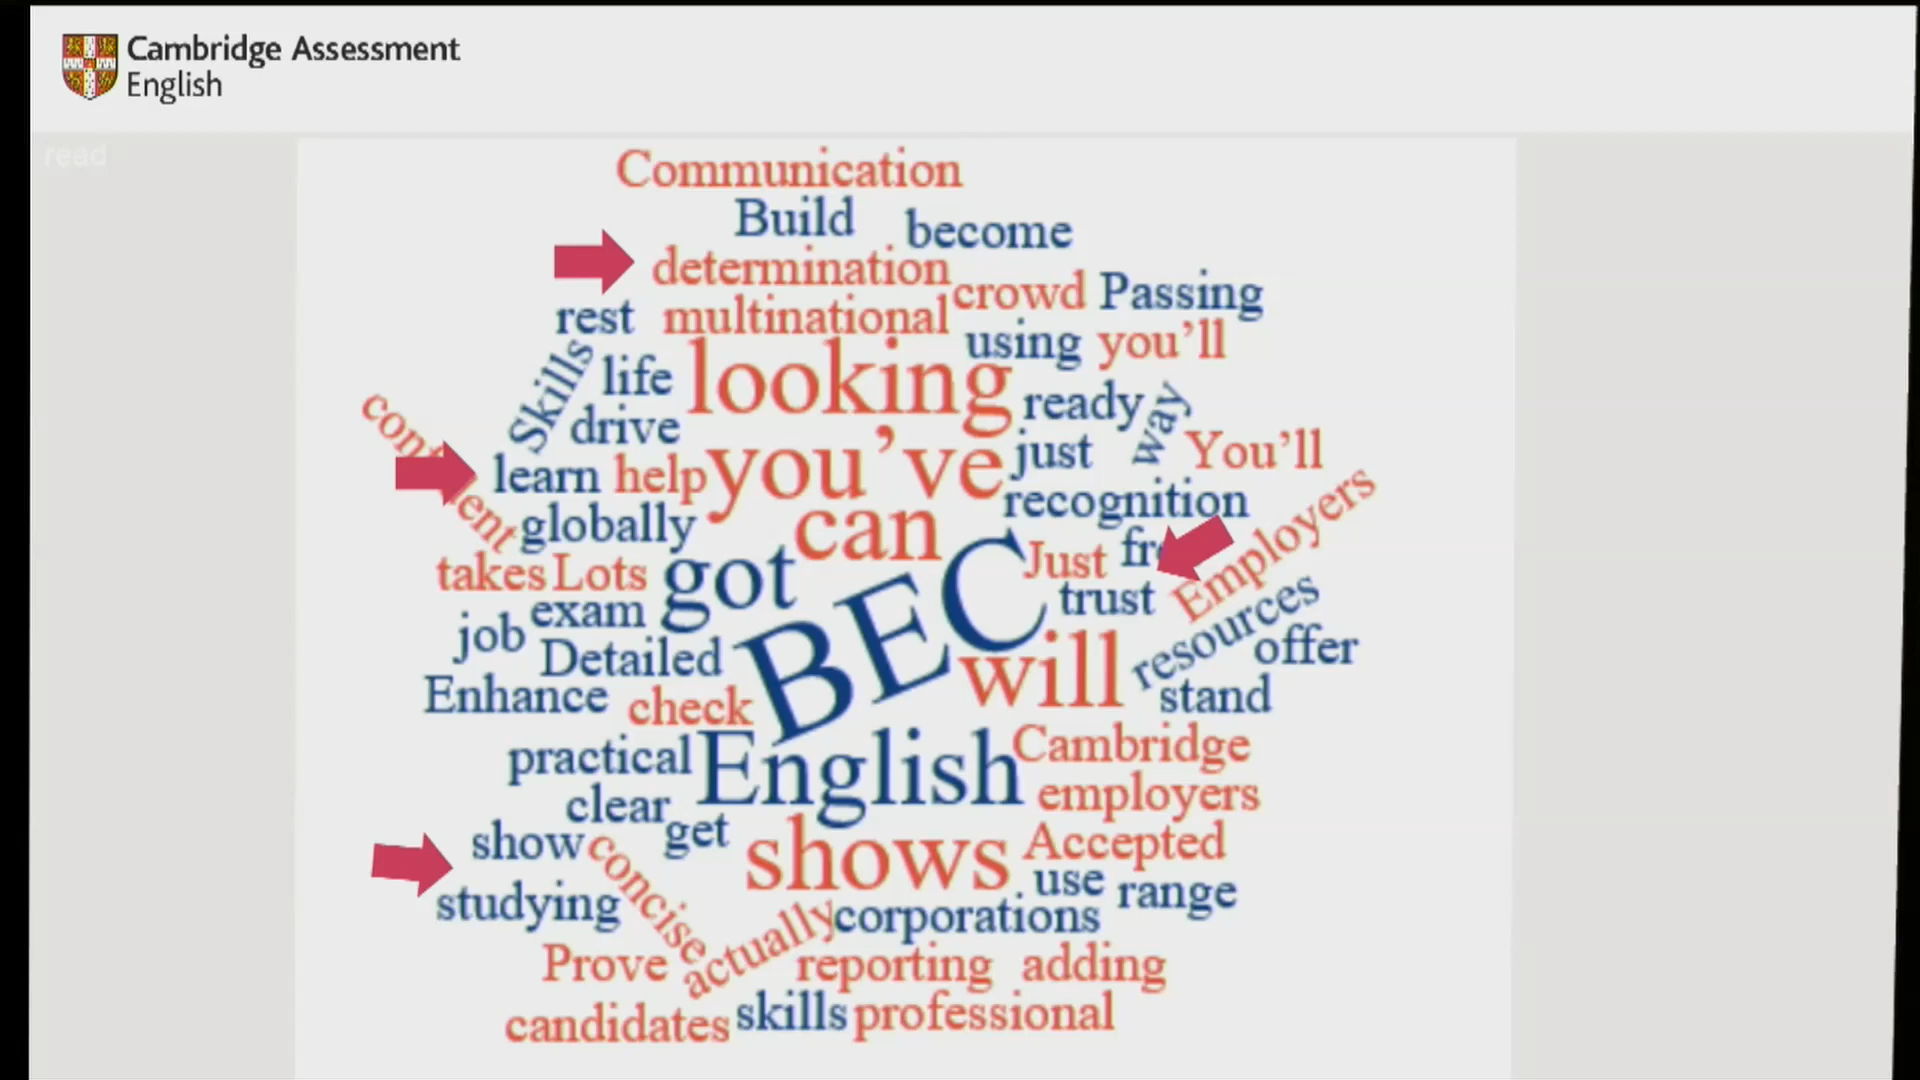 Cambridge Assessment
English
read
Communication
Build become
determination
crowd Passing
rest multinational
using you'll
Skills life looking
ready way
drive
just You'll
learn help you've
recognition
globally can
Employers
Just
takes Lots got
trust
exam BEC
resources
job
offer
Detailed will
Enhance check
stand
practical English Cambridge
clear
employers
show get
shows Accepted
concise
use range
studying
actually corporations
Prove reporting adding
candidates skills professional